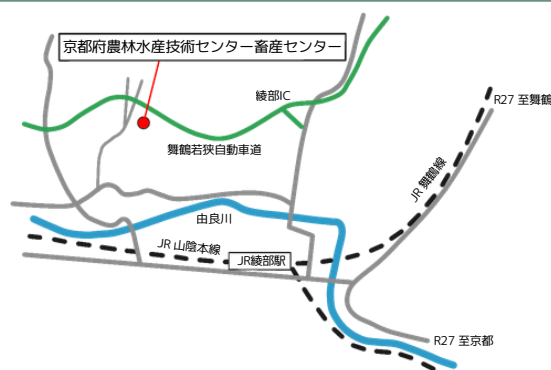 京都府農林水産技術センター畜産センター
綾部IC
R27 至舞鶴
舞鶴若狭自動車道
JR 舞鶴線
由良川
JR 山陰本線
JR綾部駅
R27 至京都